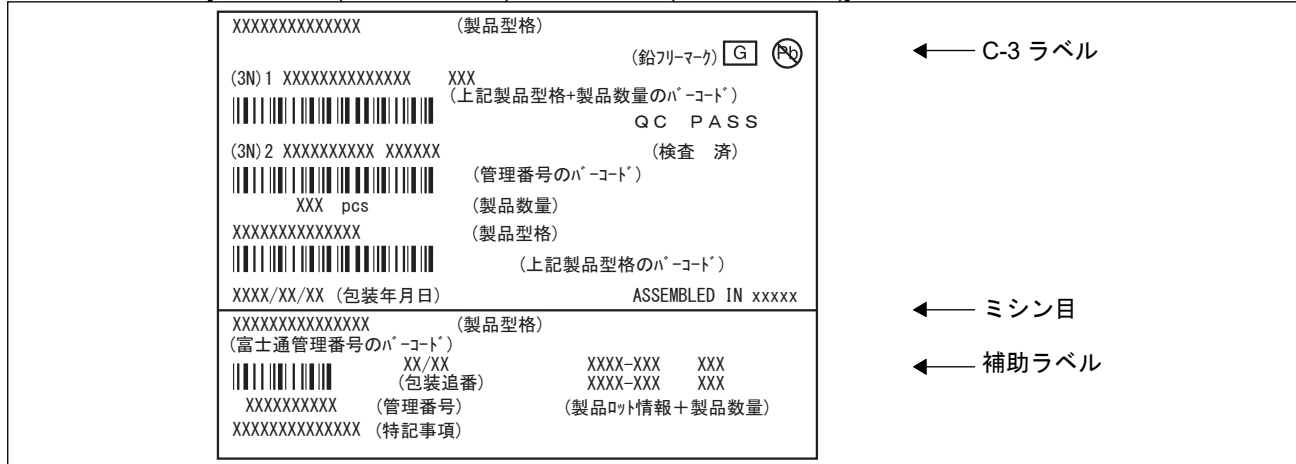 XXXXXXXXXXXXXX (製品型格)
(鉛フリーマーク) G Pb
C-3 ラベル
(3N)1 XXXXXXXXXXXXXX XXX
(上記製品型格+製品数量のバーコード)
QC PASS
(3N)2 XXXXXXXXXX XXXXXX (検査 済)
(管理番号のバーコード)
XXX pcs (製品数量)
XXXXXXXXXXXXXX (製品型格)
(上記製品型格のバーコード)
XXXX/XX/XX (包装年月日) ASSEMBLED IN xxxxx
ミシン目
XXXXXXXXXXXXXXX (製品型格)
(富士通管理番号のバーコード)
XX/XX XXXX-XXX XXX
補助ラベル
(包装追番) XXXX-XXX XXX
XXXXXXXXXX (管理番号) (製品ロット情報+製品数量)
XXXXXXXXXXXXXX (特記事項)